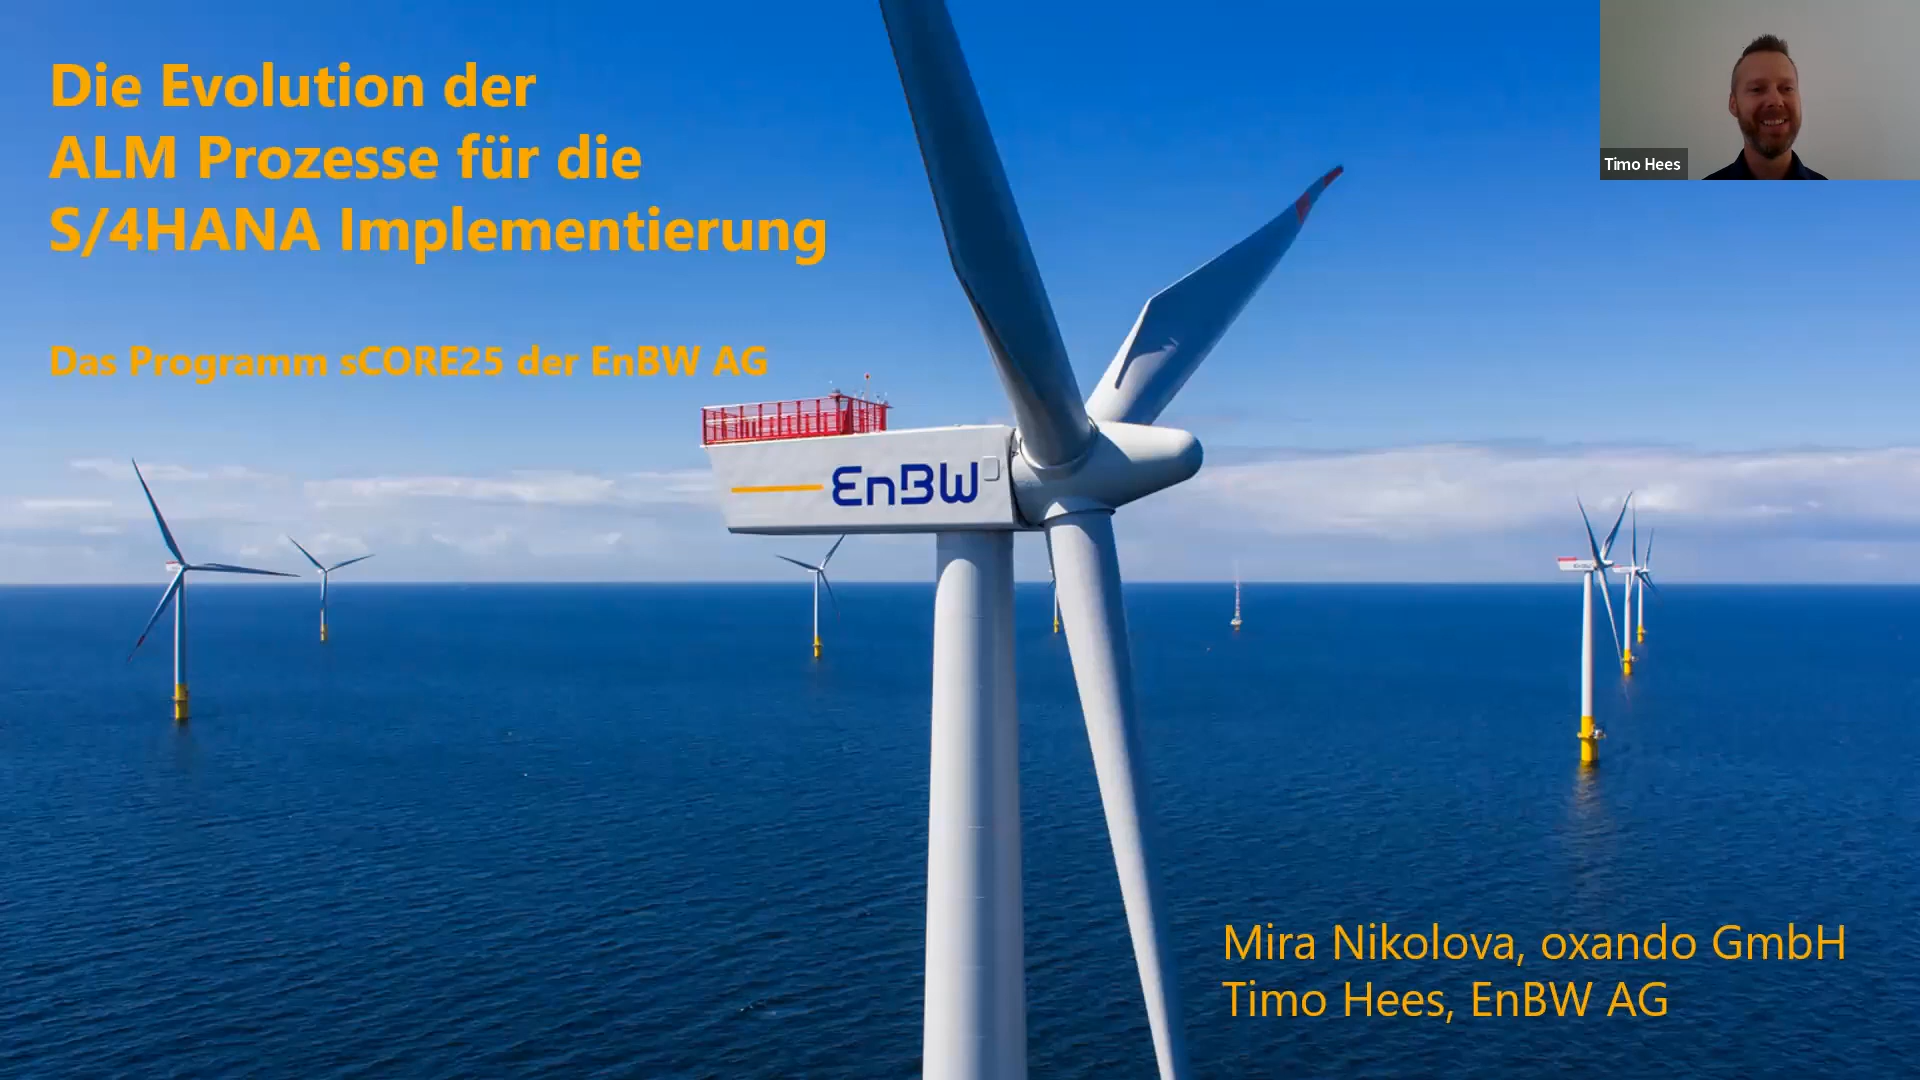 Die Evolution der
ALM Prozesse für die
S/4HANA Implementierung
Das Programm sCORE25 der EnBW AG
Timo Hees
EnBW
EnBW
Mira Nikolova, oxando GmbH
Timo Hees, EnBW AG